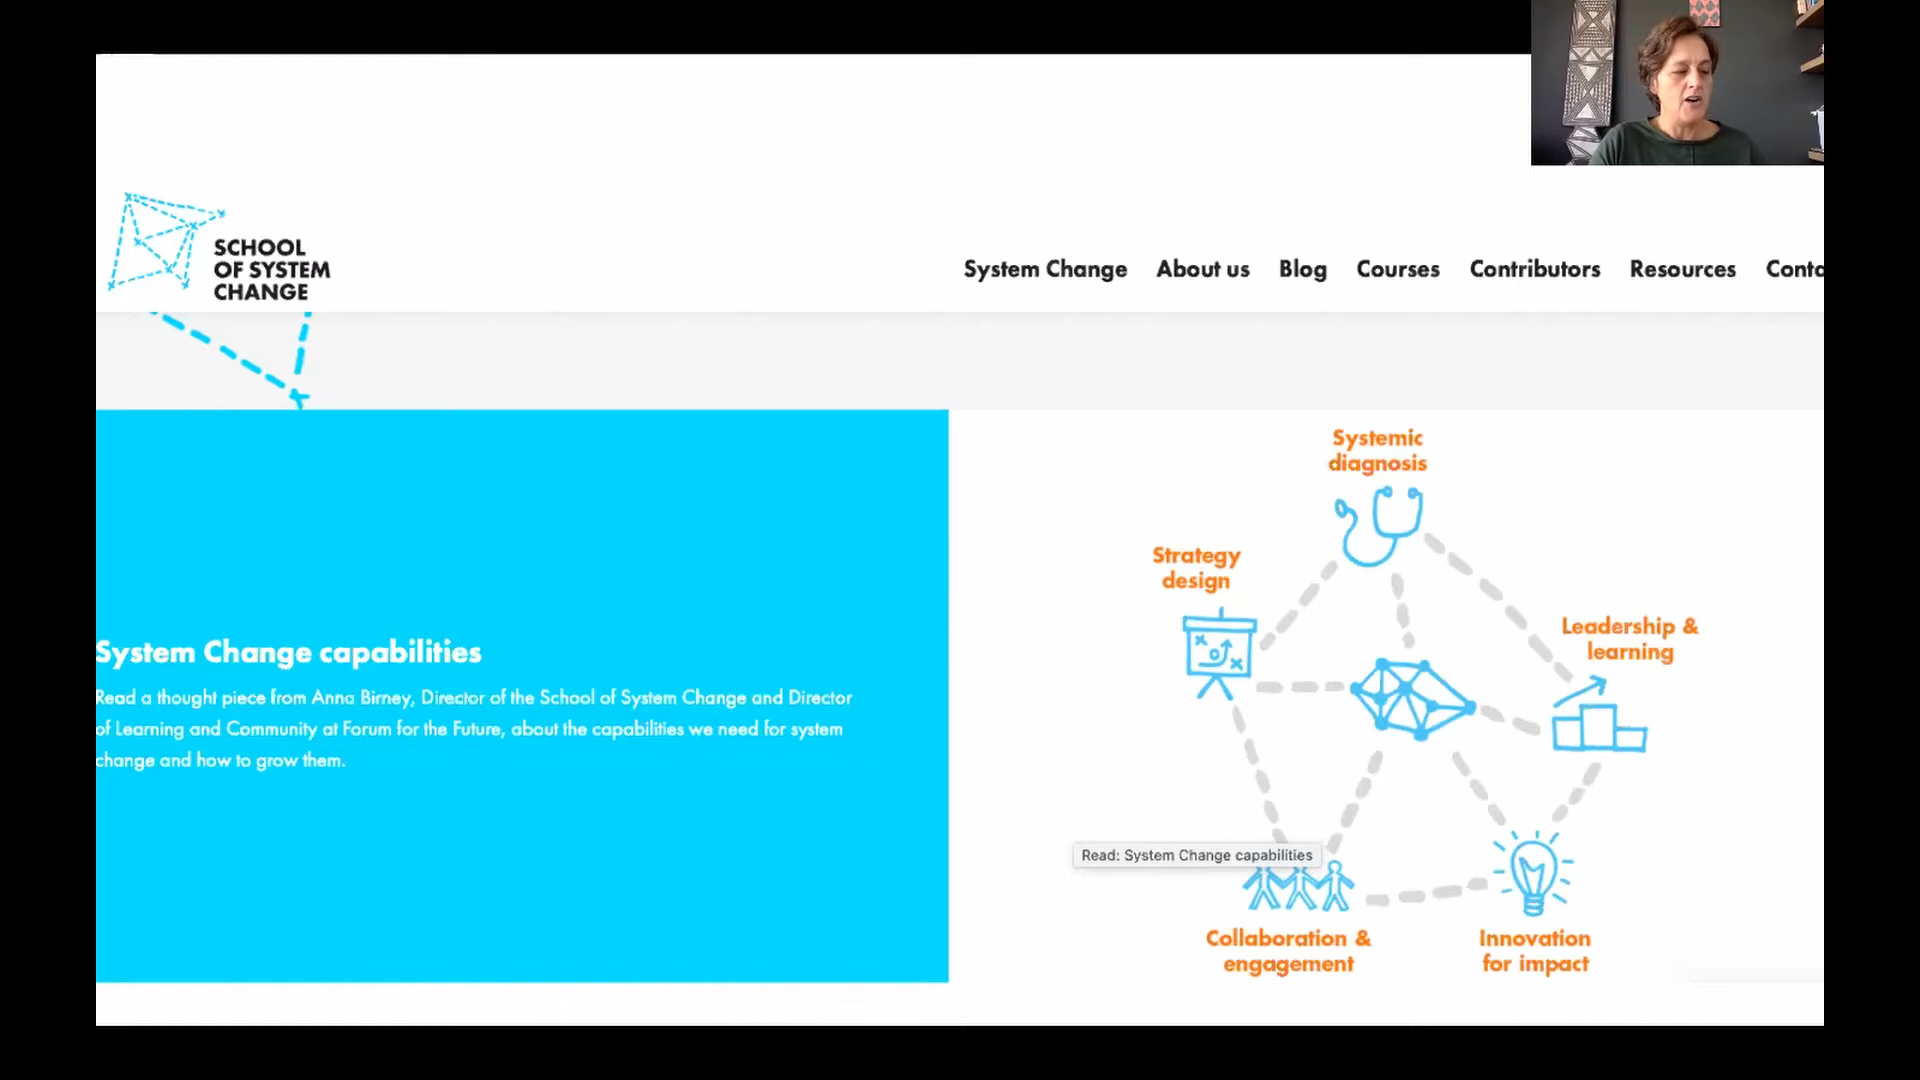 SCHOOL
OF SYSTEM
CHANGE
System Change About us Blog Courses Contributors Resources
System Change capabilities
Read a thought piece from Anna Birney, Director of the School of System Change and Director
of Learning and Community at Forum for the Future, about the capabilities we need for system
change and how to grow them.
Systemic
diagnosis
Strategy
design
Leadership &
learning
Read: System Change capabilities
Collaboration &
engagement
Innovation
for impact